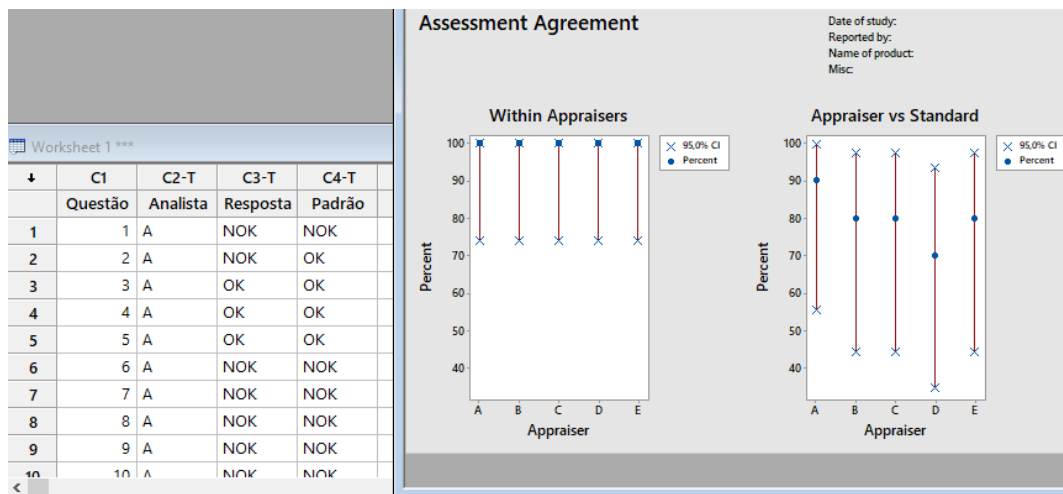 Assessment Agreement
Date of study:
Reported by:
Name of product:
Misc:
Worksheet 1 ***
C1 C2-T C3-T C4-T
Questão Analista Resposta Padrão
1 1 A NOK NOK
2 2 A NOK OK
3 3 A OK OK
4 4 A OK OK
5 5 A OK OK
6 6 A NOK NOK
7 7 A NOK NOK
8 8 A NOK NOK
9 9 A NOK NOK
10 10 A NOK NOK
Within Appraisers
95,0% CI
Percent
100
90
80
70
60
50
40
Percent
A B C D E
Appraiser
Appraiser vs Standard
95,0% CI
Percent
100
90
80
70
60
50
40
Percent
A B C D E
Appraiser